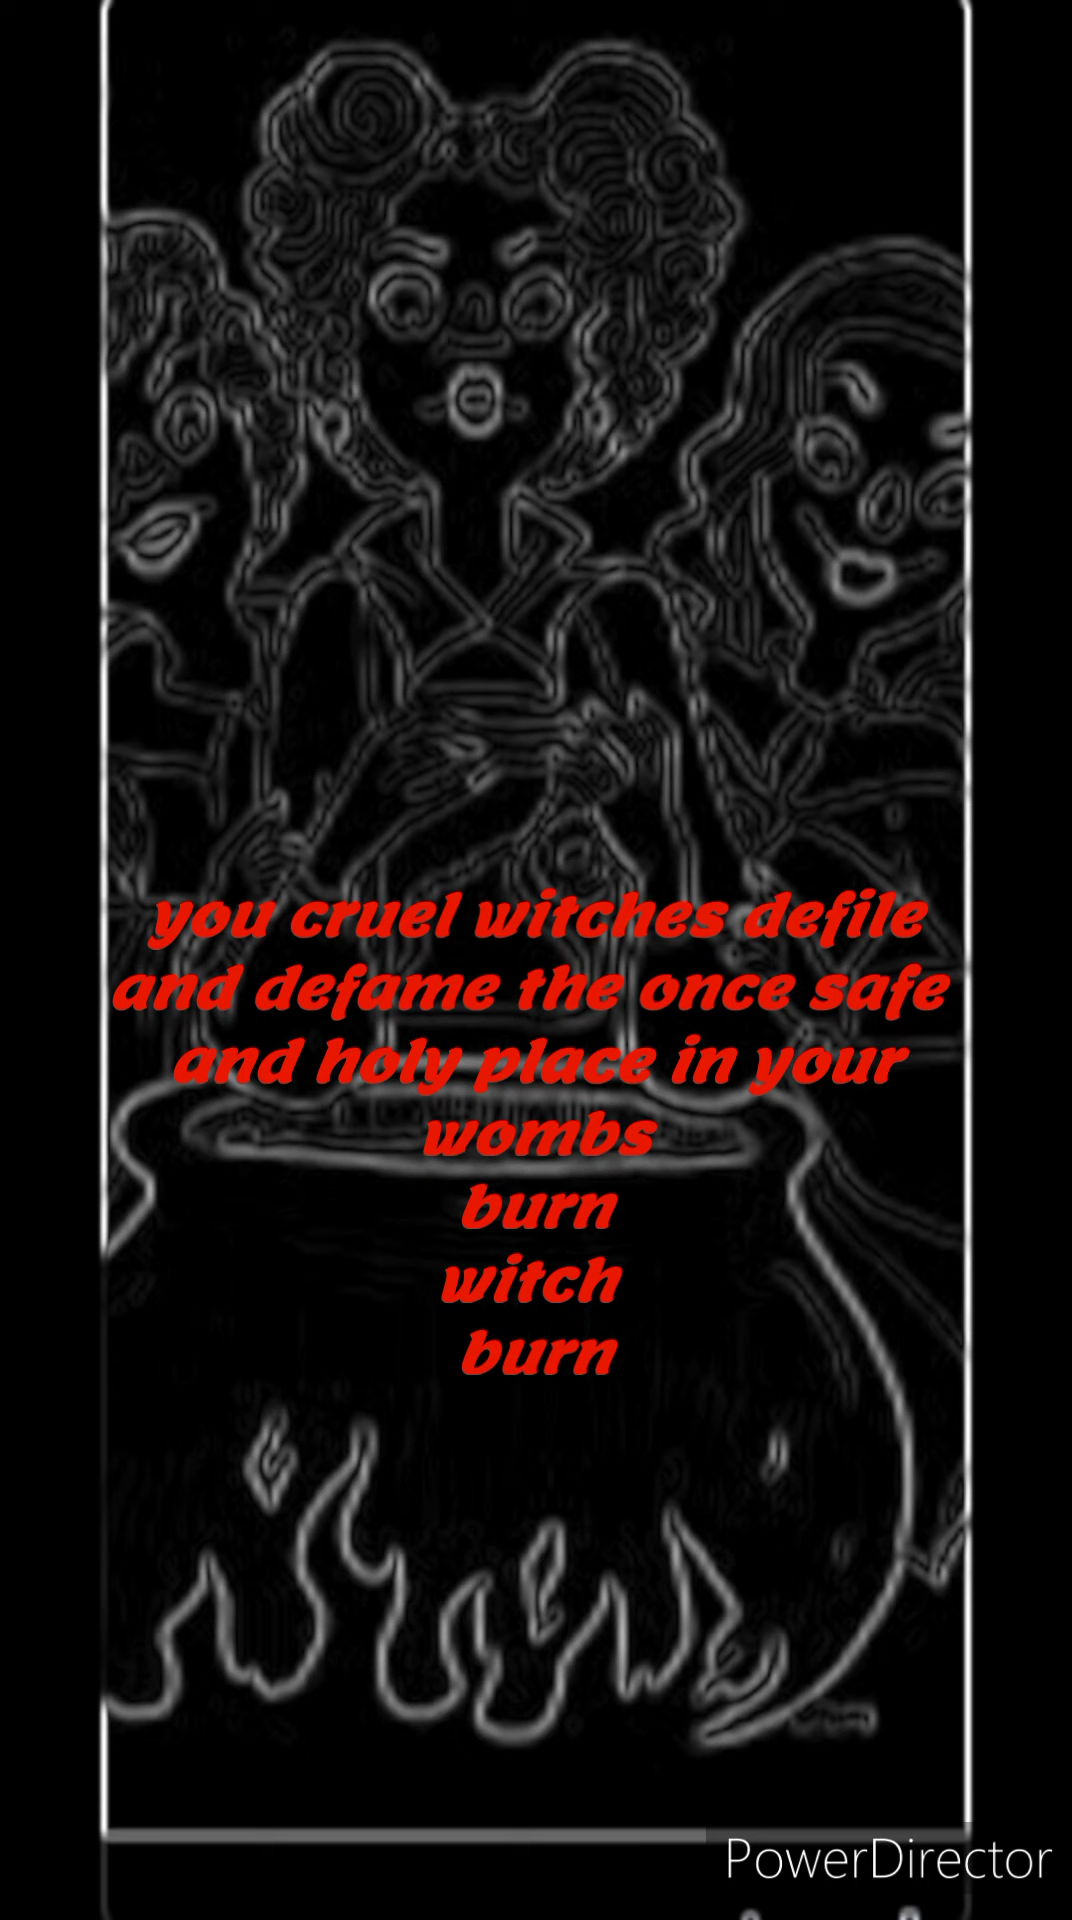 you cruel witches defile
and defame the once safe
and holy place in your
wombs
burn
witch
burn
PowerDirector